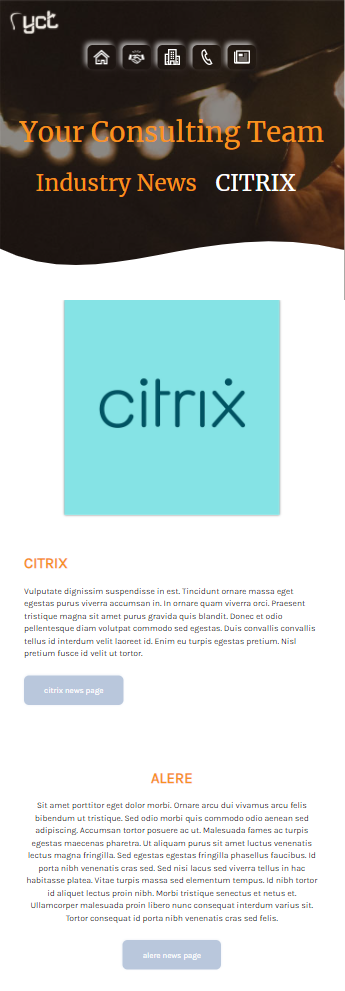 yct
Your Consulting Team
Industry News CITRIX
citrix
CITRIX
Vulputate dignissim suspendisse in est. Tincidunt ornare massa eget
egestas purus viverra accumsan in. In ornare quam viverra orci. Praesent
tristique magna sit amet purus gravida quis blandit. Donec et odio
pellentesque diam volutpat commodo sed egestas. Duis convallis convallis
tellus id interdum velit laoreet id. Enim eu turpis egestas pretium. Nisl
pretium fusce id velit ut tortor.
citrix news page
ALERE
Sit amet porttitor eget dolor morbi. Ornare arcu dui vivamus arcu felis
bibendum ut tristique. Sed odio morbi quis commodo odio aenean sed
adipiscing. Accumsan tortor posuere ac ut. Malesuada fames ac turpis
egestas maecenas pharetra. Ut aliquam purus sit amet luctus venenatis
lectus magna fringilla. Sed egestas egestas fringilla phasellus faucibus. Id
porta nibh venenatis cras sed. Sed nisi lacus sed viverra tellus in hac
habitasse platea. Vitae turpis massa sed elementum tempus. Id nibh tortor
id aliquet lectus proin nibh. Morbi tristique senectus et netus et.
Ullamcorper malesuada proin libero nunc consequat interdum varius sit.
Tortor consequat id porta nibh venenatis cras sed felis.
alere news page